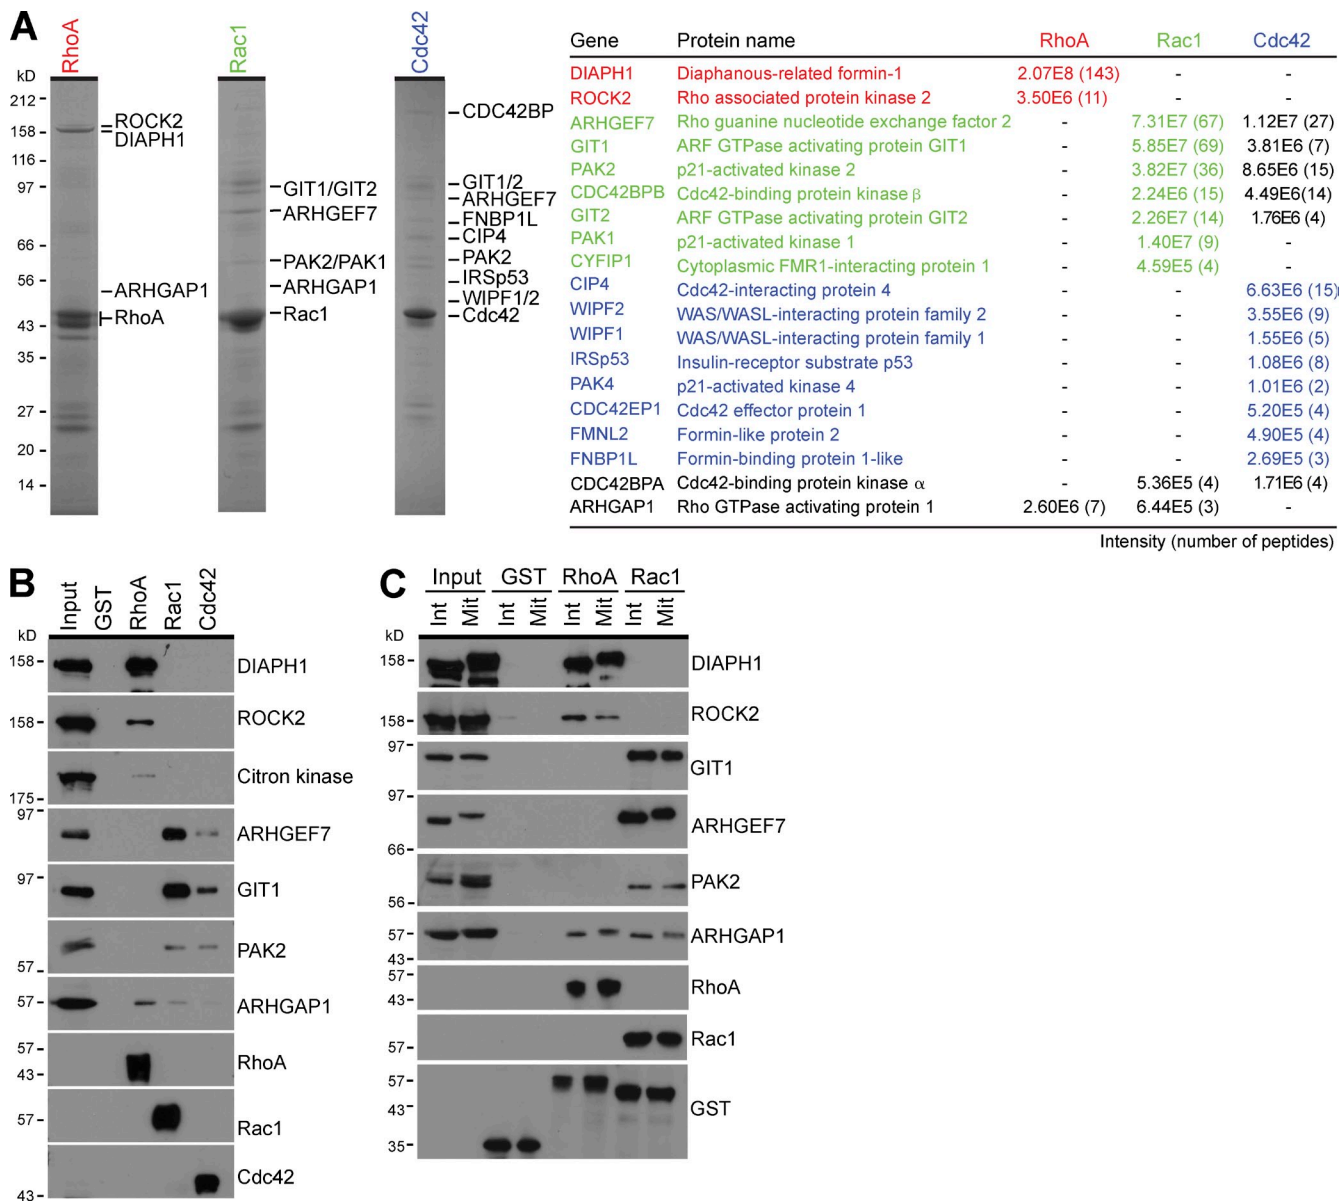 A
RhoA
Rac1
Cdc42
kD
212
158
116
97
66
56
43
35
27
20
14
ROCK2
DIAPH1
ARHGAP1
RhoA
GIT1/GIT2
ARHGEF7
PAK2/PAK1
ARHGAP1
Rac1
CDC42BP
GIT1/2
ARHGEF7
FNBP1L
CIP4
PAK2
IRSp53
WIPF1/2
Cdc42
Gene Protein name RhoA Rac1 Cdc42
DIAPH1 Diaphanous-related formin-1 2.07E8 (143) - -
ROCK2 Rho associated protein kinase 2 3.50E6 (11) - -
ARHGEF7 Rho guanine nucleotide exchange factor 2 - 7.31E7 (67) 1.12E7 (27)
GIT1 ARF GTPase activating protein GIT1 - 5.85E7 (69) 3.81E6 (7)
PAK2 p21-activated kinase 2 - 3.82E7 (36) 8.65E6 (15)
CDC42BPB Cdc42-binding protein kinase β - 2.24E6 (15) 4.49E6(14)
GIT2 ARF GTPase activating protein GIT2 - 2.26E7 (14) 1.76E6 (4)
PAK1 p21-activated kinase 1 - 1.40E7 (9) -
CYFIP1 Cytoplasmic FMR1-interacting protein 1 - 4.59E5 (4) -
CIP4 Cdc42-interacting protein 4 - - 6.63E6 (15)
WIPF2 WAS/WASL-interacting protein family 2 - - 3.55E6 (9)
WIPF1 WAS/WASL-interacting protein family 1 - - 1.55E6 (5)
IRSp53 Insulin-receptor substrate p53 - - 1.08E6 (8)
PAK4 p21-activated kinase 4 - - 1.01E6 (2)
CDC42EP1 Cdc42 effector protein 1 - - 5.20E5 (4)
FMNL2 Formin-like protein 2 - - 4.90E5 (4)
FNBP1L Formin-binding protein 1-like - - 2.69E5 (3)
CDC42BPA Cdc42-binding protein kinase α - 5.36E5 (4) 1.71E6 (4)
ARHGAP1 Rho GTPase activating protein 1 2.60E6 (7) 6.44E5 (3) -
Intensity (number of peptides)
B
Input GST RhoA Rac1 Cdc42
kD
158 DIAPH1
158 ROCK2
Citron kinase
175
97
ARHGEF7
97 GIT1
PAK2
57
57 ARHGAP1
57
RhoA
43
57 Rac1
Cdc42
43
C
Input GST RhoA Rac1
Int Mit Int Mit Int Mit Int Mit
kD
158 DIAPH1
158 ROCK2
97
GIT1
97
ARHGEF7
66
PAK2
56
57 ARHGAP1
43
57
RhoA
43
Rac1
57
57
43 GST
35